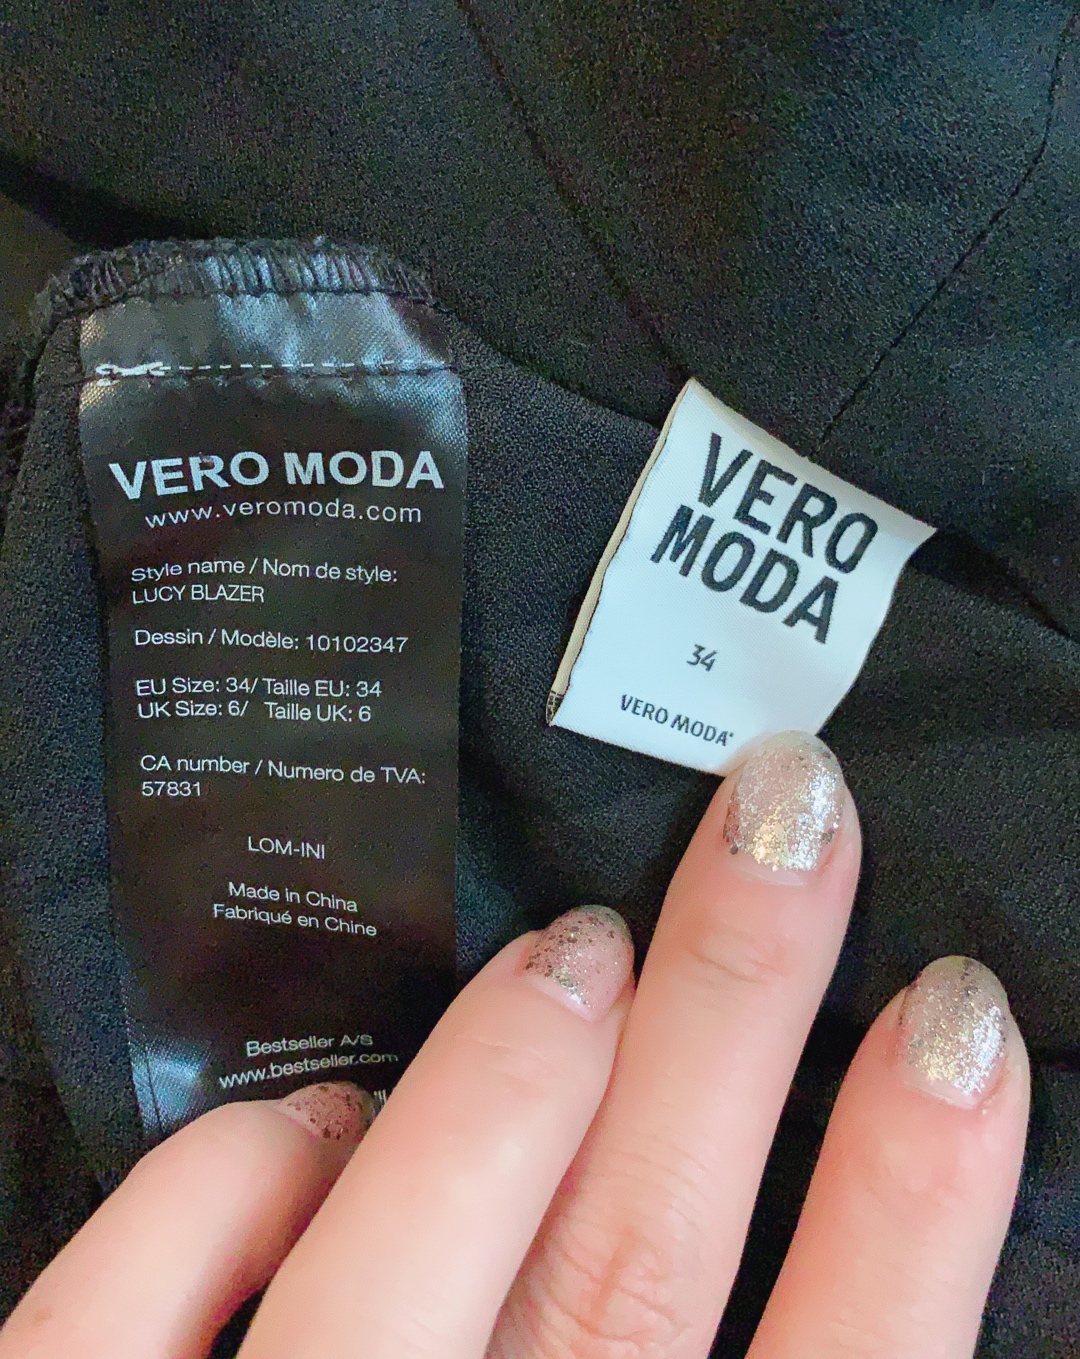 VERO MODA
www.veromoda.com
Style name / Nom de style:
LUCY BLAZER
Dessin / Modèle: 10102347
EU Size: 34/ Taille EU: 34
UK Size: 6/ Taille UK: 6
CA number / Numero de TVA:
57831
LOM-INI
Made in China
Fabriqué en Chine
Bestseller A/S
www.bestseller.com
VERO
MODA
34
VERO MODA